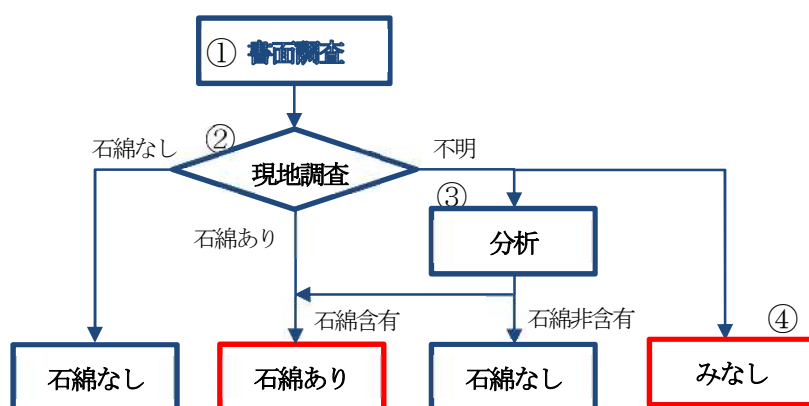 ① 書面調査
②
石綿なし
不明
現地調査
③
石綿あり
分析
石綿含有
石綿非含有
④
石綿なし
石綿あり
石綿なし
みなし